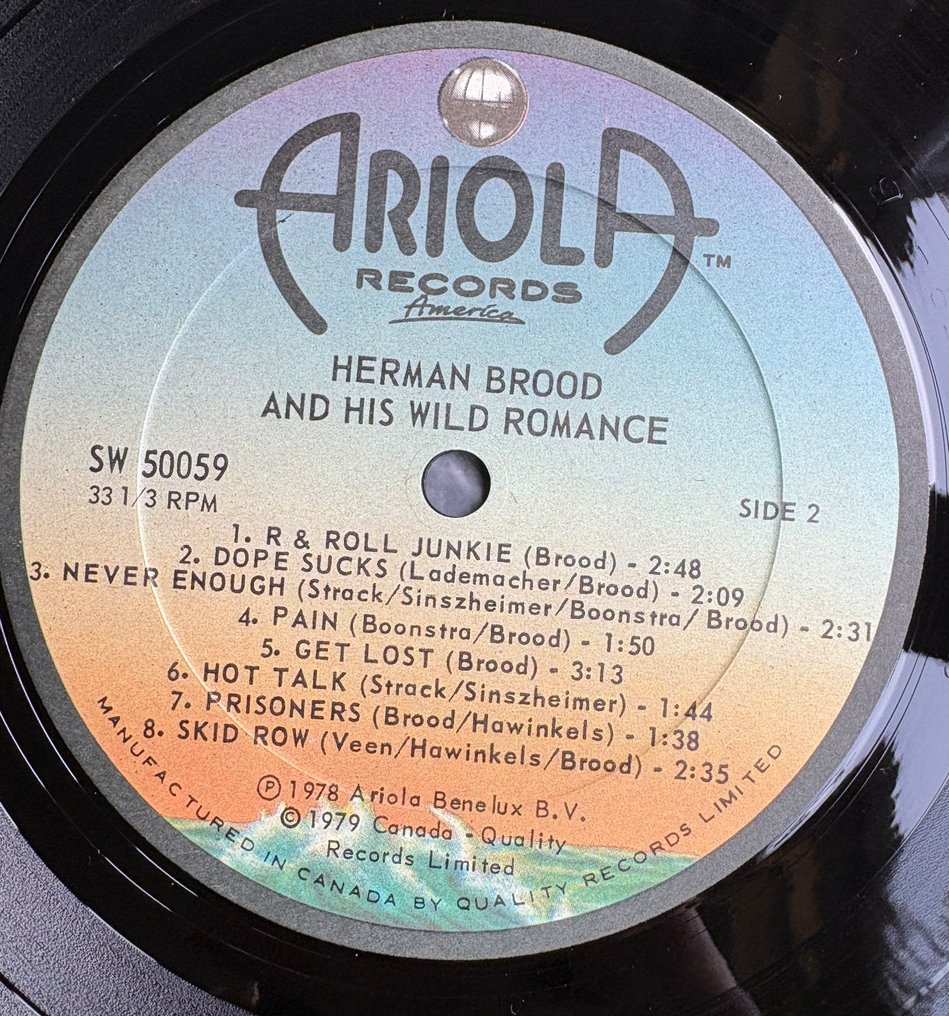 ARIOLA ™
RECORDS
America
HERMAN BROOD
AND HIS WILD ROMANCE
SW 50059
33 1/3 RPM
SIDE 2
1. R & ROLL JUNKIE (Brood) - 2:48
2. DOPE SUCKS (Lademacher/Brood) - 2:09
3. NEVER ENOUGH (Strack/Sinszheimer/Boonstra/Brood) - 2:31
4. PAIN (Boonstra/Brood) - 1:50
5. GET LOST (Brood) - 3:13
6. HOT TALK (Strack/Sinszheimer) - 1:44
7. PRISONERS (Brood/Hawinkels) - 1:38
8. SKID ROW (Veen/Hawinkels/Brood) - 2:35
℗ 1978 Ariola Benelux B.V.
© 1979 Canada - Quality
Records Limited
MANUFACTURED IN CANADA BY QUALITY RECORDS LIMITED